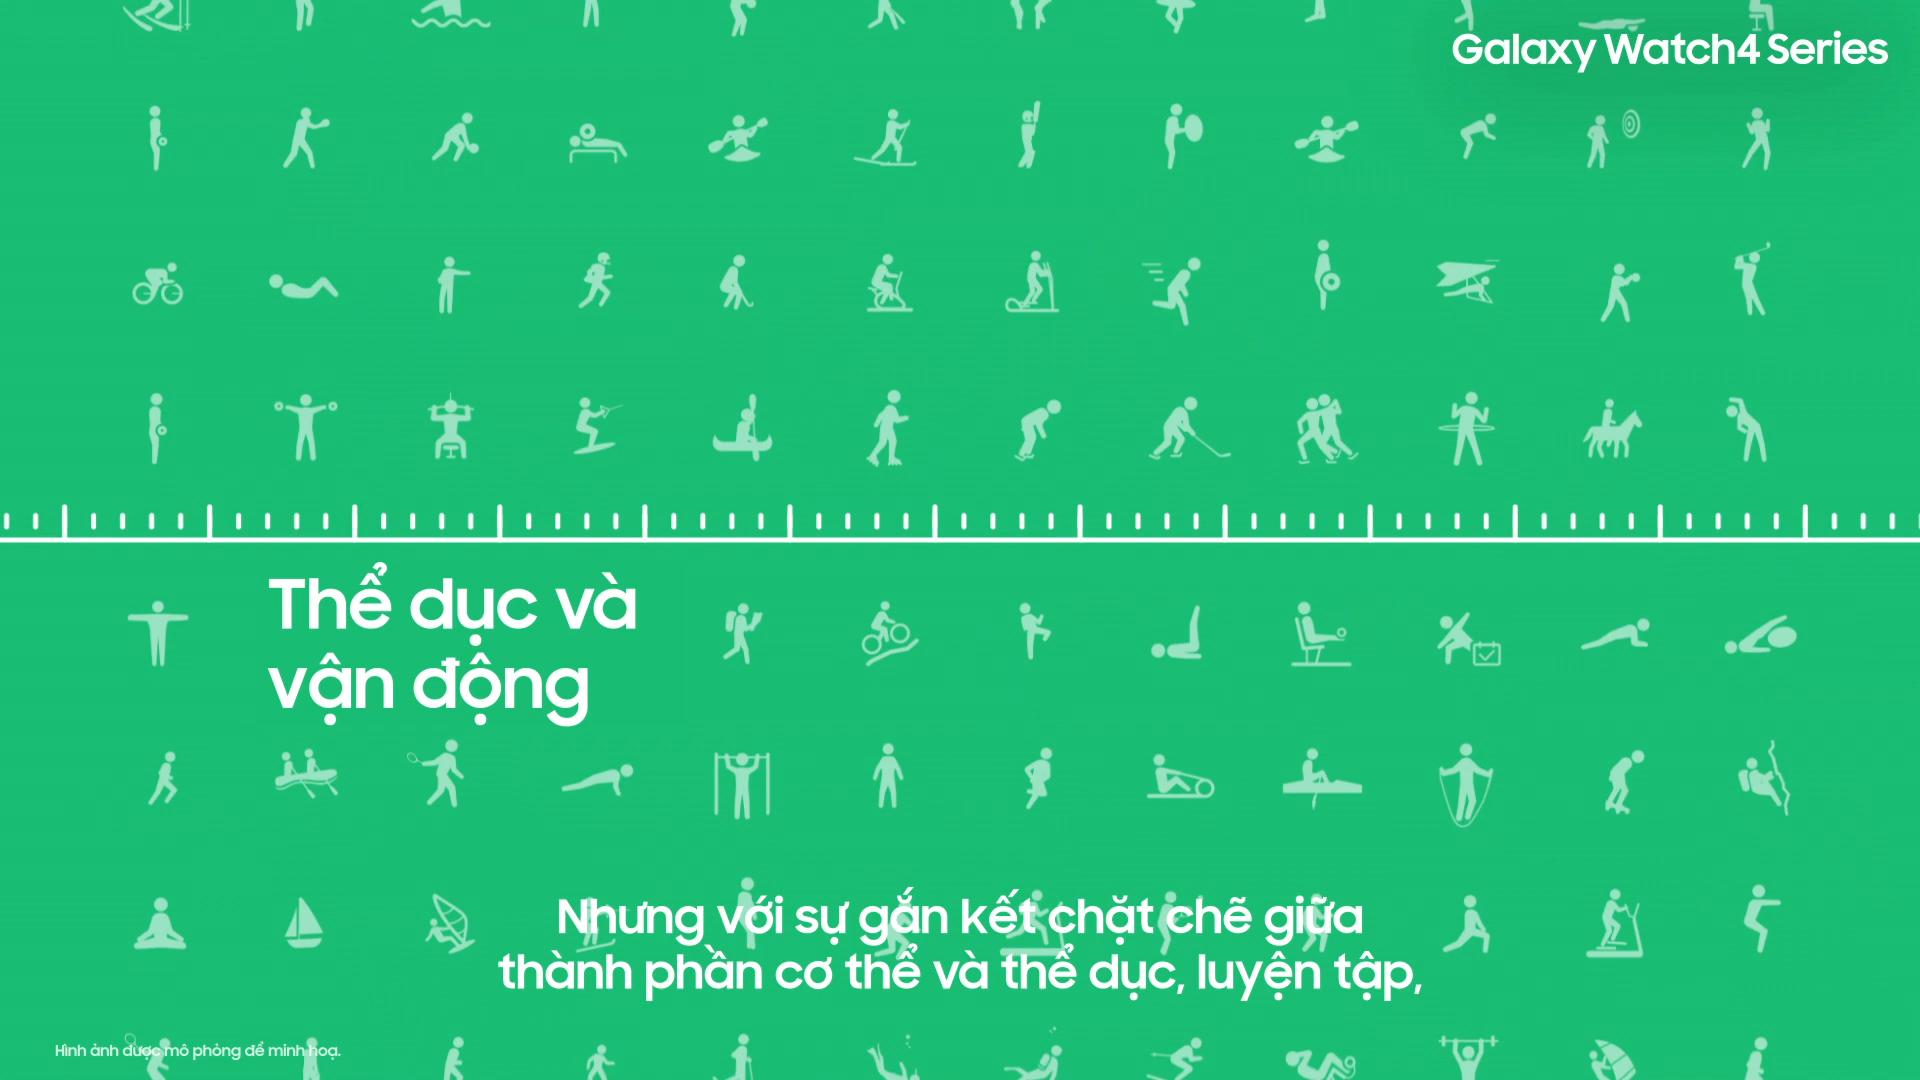 Galaxy Watch4 Series
Thể dục và
vận động
Nhưng với sự gắn kết chặt chẽ giữa
thành phần cơ thể và thể dục, luyện tập,
Hình ảnh được mô phỏng để minh hoạ.